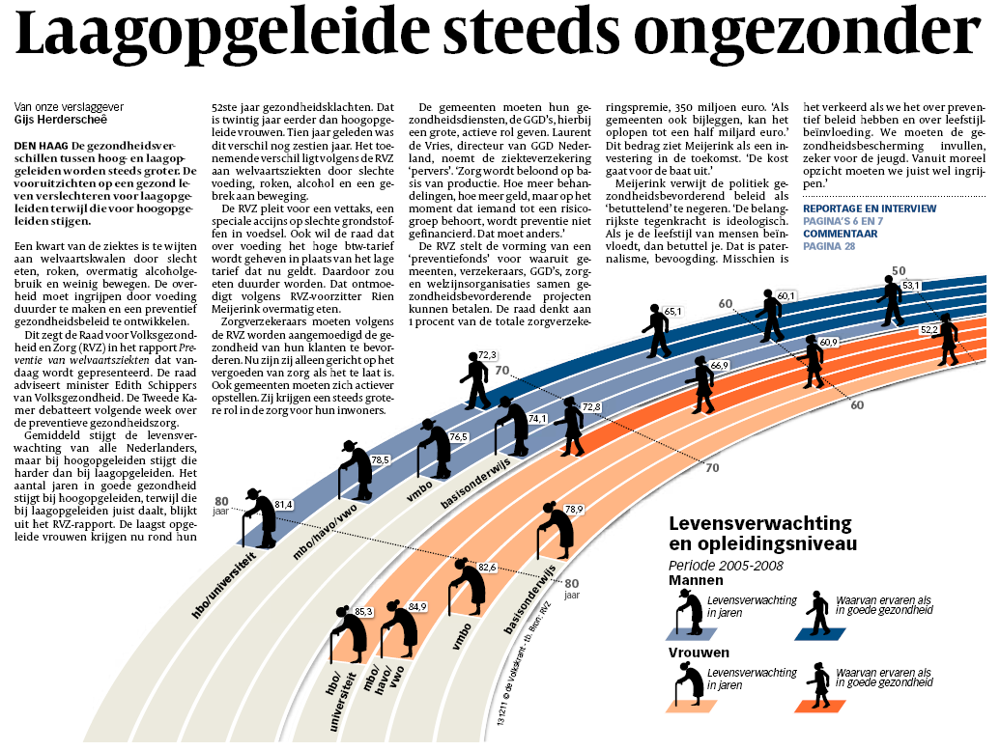 Laagopgeleide steeds ongezonder
Van onze verslaggever
Gijs Herderscheê
DEN HAAG De gezondheidsver-
schillen tussen hoog- en laagop-
geleiden worden steeds groter. De
vooruitzichten op een gezond le
ven verslechteren voor laagopge-
leiden terwijl die voor hoogopge-
leiden stijgen.
Een kwart van de ziektes is te wijten
aan welvaartskwalen door slecht
eten, roken, overmatig alcoholge-
bruik en weinig bewegen. De over-
heid moet ingrijpen door voeding
duurder te maken en een preventief
gezondheidsbeleid te ontwikkelen.
Dit zegt de Raad voor Volksgezond-
heid en Zorg (RVZ) in het rapport Pre-
ventie van welvaartsziekten dat van-
daag wordt gepresenteerd. De raad
adviseert minister Edith Schippers
van Volksgezondheid. De Tweede Ka-
mer debatteert volgende week over
de preventieve gezondheidszorg.
Gemiddeld stijgt de levensver-
wachting van alle Nederlanders,
maar bij hoogopgeleiden stijgt die
harder dan bij laagopgeleiden. Het
aantal jaren in goede gezondheid
stijgt bij hoogopgeleiden, terwijl die
bij laagopgeleiden juist daalt, blijkt
uit het RVZ-rapport. De laagst opge-
leide vrouwen krijgen nu rond hun
52ste jaar gezondheidsklachten. Dat
is twintig jaar eerder dan hoogopge-
leide vrouwen. Tien jaar geleden was
dit verschil nog zestien jaar. Het toe-
nemende verschil ligt volgens de RVZ
aan welvaartsziekten door slechte
voeding, roken, alcohol en een ge-
brek aan beweging.
De RVZ pleit voor een vettaks, een
speciale accijns op slechte grondstof-
fen in voedsel. Ook wil de raad dat
over voeding het hoge btw-tarief
wordt geheven in plaats van het lage
tarief dat nu geldt. Daardoor zou
eten duurder worden. Dat ontmoe-
digt volgens RVZ-voorzitter Rien
Meijerink overmatig eten.
Zorgverzekeraars moeten volgens
de RVZ worden aangemoedigd de ge-
zondheid van hun klanten te bevor-
deren. Nu zijn zij alleen gericht op het
vergoeden van zorg als het te laat is.
Ook gemeenten moeten zich actiever
opstellen. Zij krijgen een steeds grote-
re rol in de zorg voor hun inwoners.
De gemeenten moeten hun ge-
zondheidsdiensten, de GGD's, hierbij
een grote, actieve rol geven. Laurent
de Vries, directeur van GGD Neder-
land, noemt de ziekteverzekering
'pervers'. 'Zorg wordt beloond op ba-
sis van productie. Hoe meer behan-
delingen, hoe meer geld, maar op het
moment dat iemand tot een risico-
groep behoort, wordt preventie niet
gefinancierd. Dat moet anders.'
De RVZ stelt de vorming van een
'preventiefonds' voor waaruit ge-
meenten, verzekeraars, GGD's, zorg-
en welzijnsorganisaties samen ge-
zondheidsbevorderende projecten
kunnen betalen. De raad denkt aan
1 procent van de totale zorgverzeke-
ringspremie, 350 miljoen euro. 'Als
gemeenten ook bijleggen, kan het
oplopen tot een half miljard euro.'
Dit bedrag ziet Meijerink als een in-
vestering in de toekomst. 'De kost
gaat voor de baat uit.'
Meijerink verwijt de politiek ge-
zondheidsbevorderend beleid als
'betuttelend' te negeren. 'De belang-
rijkste tegenkracht is ideologisch.
Als je de leefstijl van mensen beïn-
vloedt, dan betuttel je. Dat is pater-
nalisme, bevoogding. Misschien is
het verkeerd als we het over preven-
tief beleid hebben en over leefstijl-
beïnvloeding. We moeten de ge-
zondheidsbescherming invullen,
zeker voor de jeugd. Vanuit moreel
opzicht moeten we juist wel ingrij-
pen.'
REPORTAGE EN INTERVIEW
PAGINA'S 6 EN 7
COMMENTAAR
PAGINA 28
50
53,1
60,1
60
65,1
52,2
60,9
66,9
60
72,3
70
72,8
74,1
76,5
78,5
70
80
jaar
81,4
78,9
82,6
84,9
85,3
80
jaar
hbo/universiteit
mbo/havo/vwo
vmbo
basisonderwijs
hbo/
universiteit
mbo/
havo/
vwo
vmbo
basisonderwijs
131211 © de Volkskrant - tb. Bron: RVZ
Levensverwachting
en opleidingsniveau
Periode 2005-2008
Mannen
Levensverwachting
in jaren
Waarvan ervaren als
in goede gezondheid
Vrouwen
Levensverwachting
in jaren
Waarvan ervaren als
in goede gezondheid